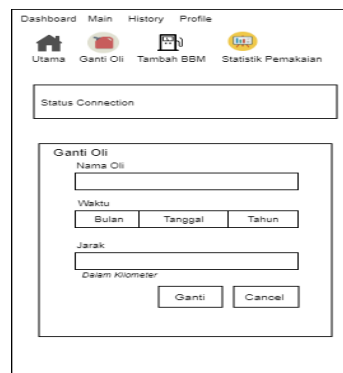 Dashboard Main History Profile
Utama Ganti Oli Tambah BBM Statistik Pemakaian
Status Connection
Ganti Oli
Nama Oli
Waktu
Bulan Tanggal Tahun
Jarak
Dalam Kilometer
Ganti Cancel